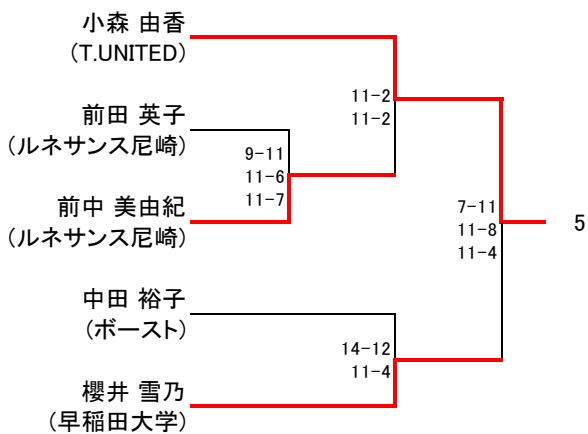 小森 由香
(T.UNITED)
11-2
11-2
前田 英子
(ルネサンス尼崎)
9-11
11-6
11-7
前中 美由紀
(ルネサンス尼崎)
7-11
11-8
11-4
5
中田 裕子
(ボースト)
14-12
11-4
櫻井 雪乃
(早稲田大学)